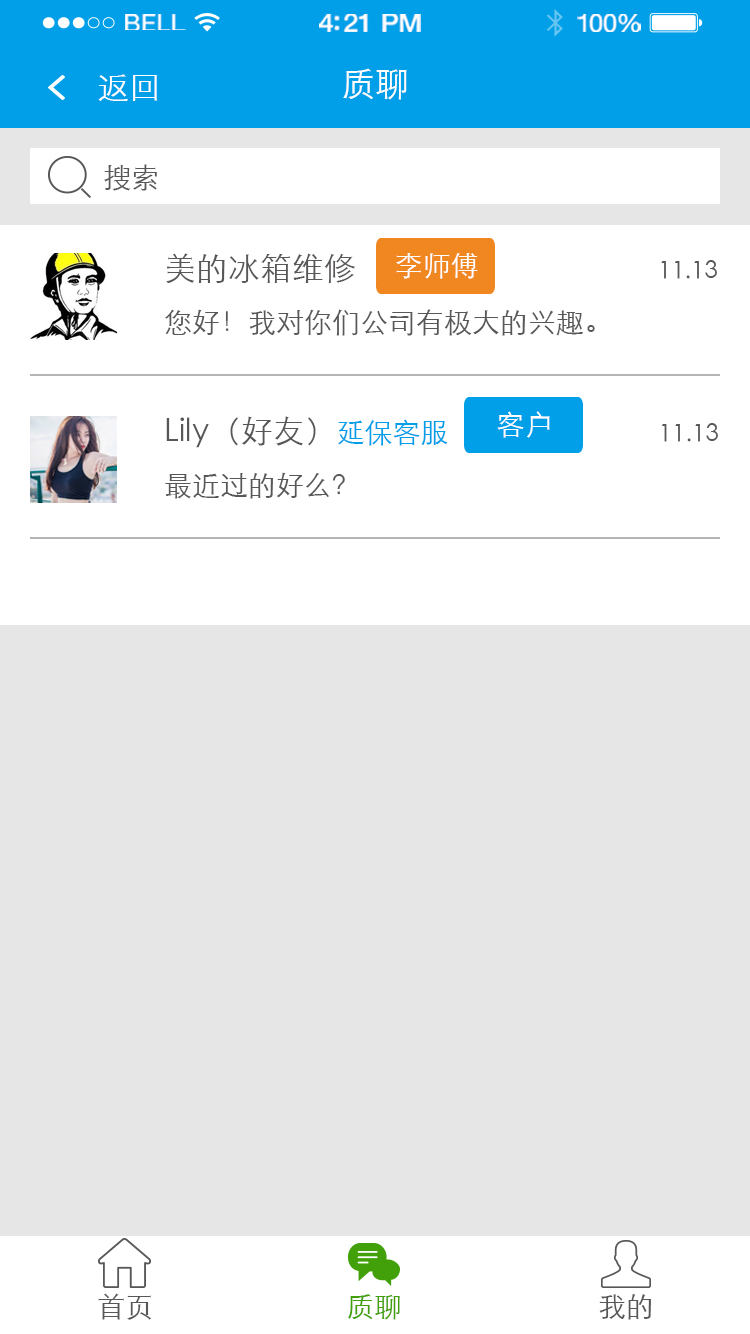 BELL 4:21 PM 100%
返回 质聊
搜索
美的冰箱维修 李师傅 11.13
您好！我对你们公司有极大的兴趣。
Lily（好友）延保客服 客户 11.13
最近过的好么？
首页 质聊 我的